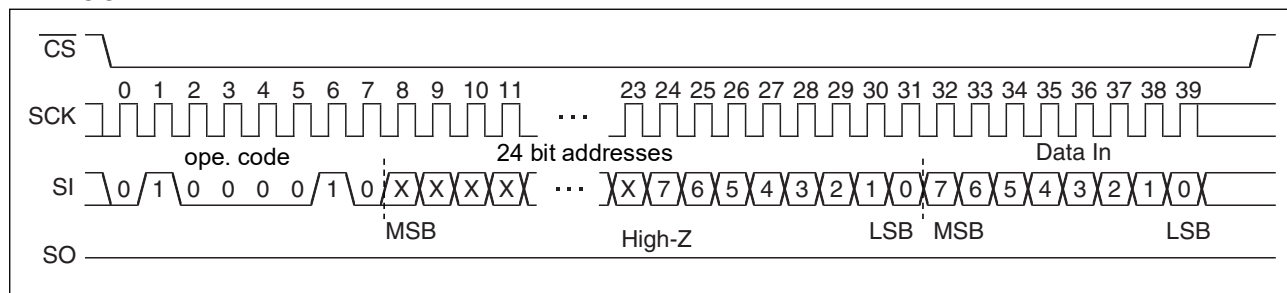 CS
0 1 2 3 4 5 6 7 8 9 10 11 23 24 25 26 27 28 29 30 31 32 33 34 35 36 37 38 39
SCK ···
ope. code 24 bit addresses Data In
SI 0 1 0 0 0 0 1 0 X X X X ··· X 7 6 5 4 3 2 1 0 7 6 5 4 3 2 1 0
MSB High-Z LSB MSB LSB
SO